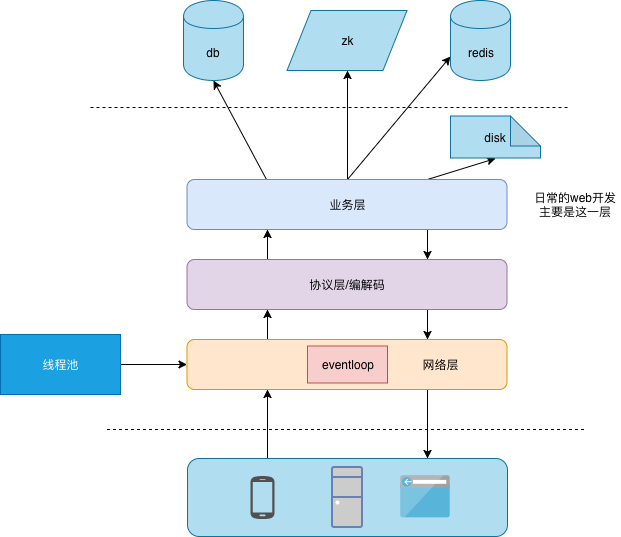 db
zk
redis
disk
业务层
日常的web开发
主要是这一层
协议层/编解码
线程池
eventloop
网络层